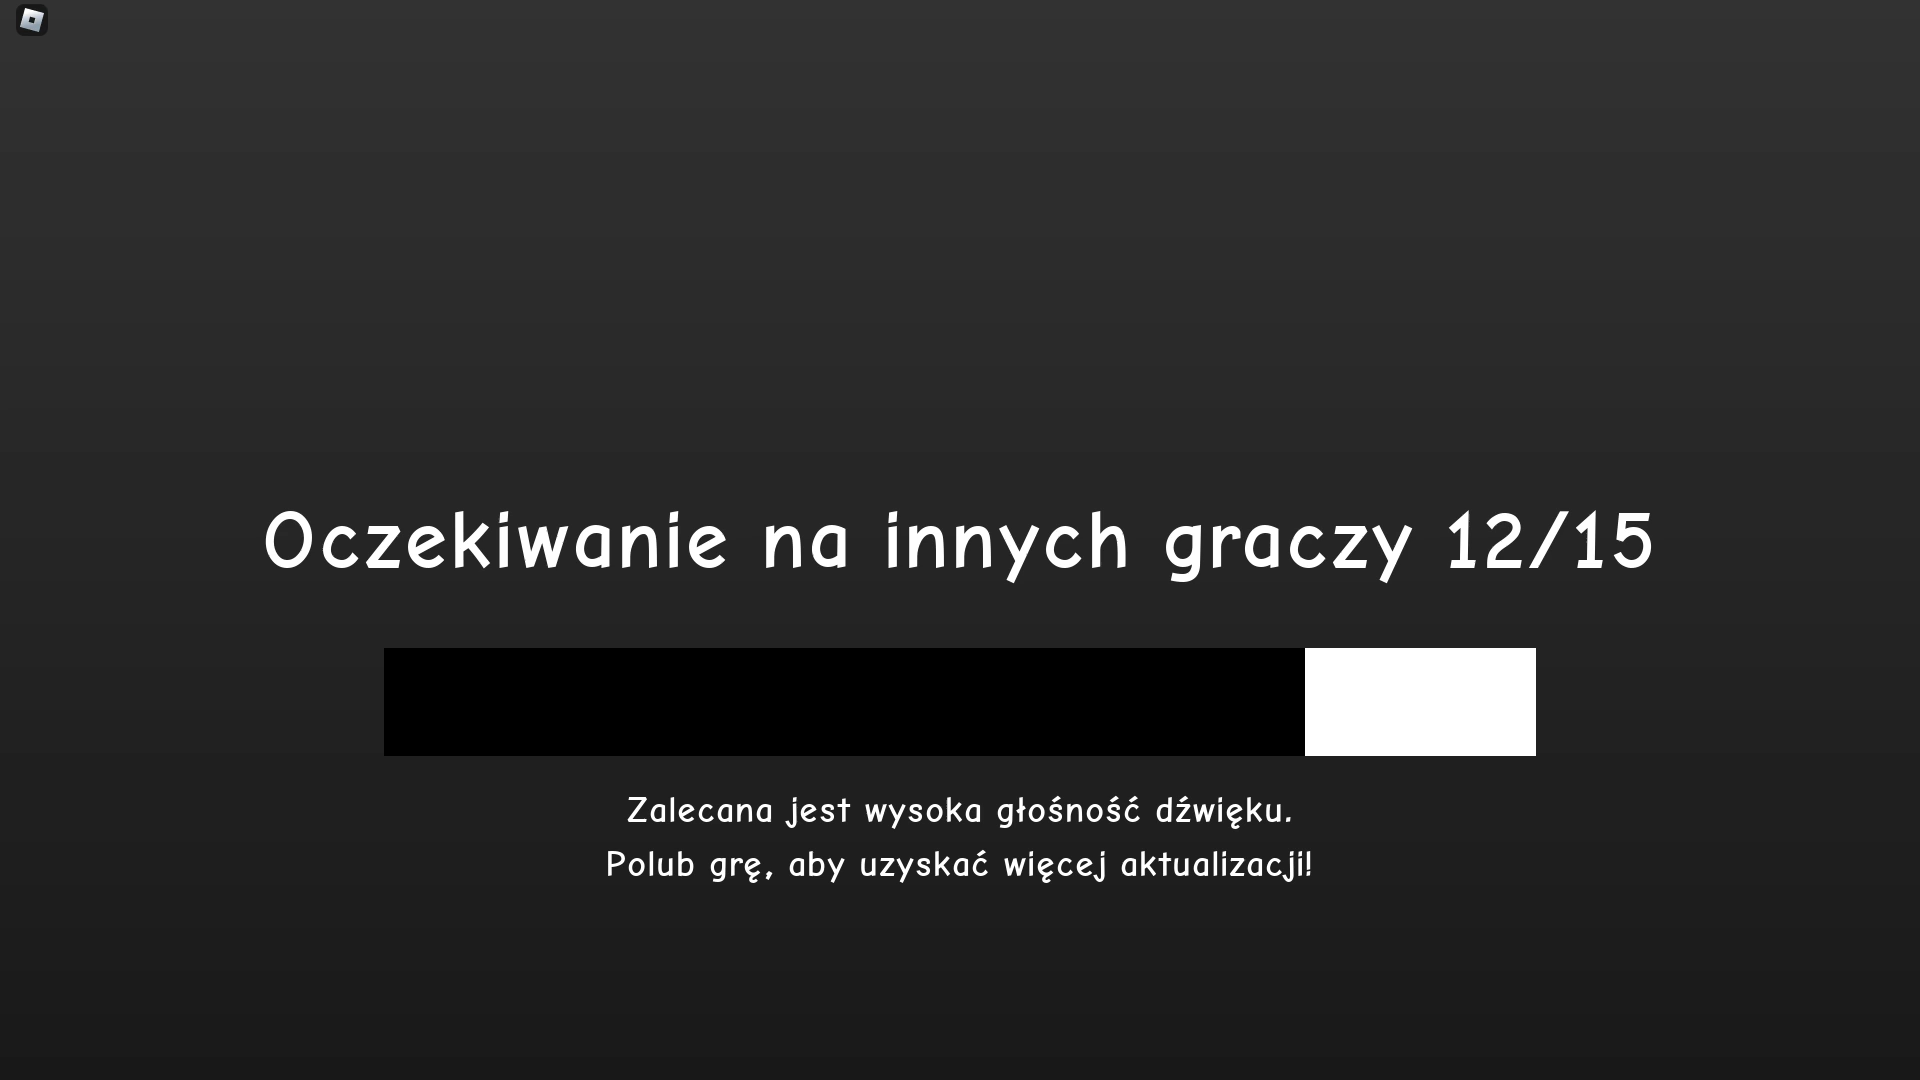 Oczekiwanie na innych graczy 12/15
Zalecana jest wysoka głośność dźwięku.
Polub grę, aby uzyskać więcej aktualizacji!